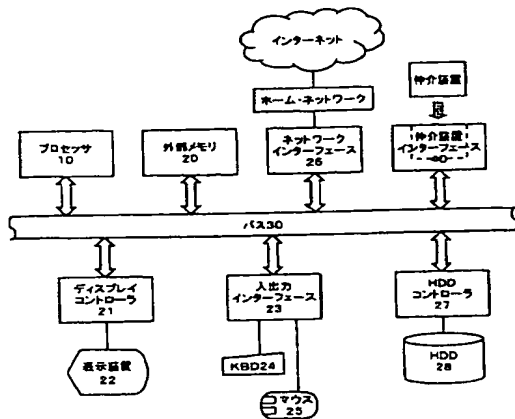 インターネット
ホーム・ネットワーク
仲介装置
プロセッサ
10
外部メモリ
20
ネットワーク
インターフェース
26
仲介装置
インターフェース
40
バス30
ディスプレイ
コントローラ
21
入出力
インターフェース
23
HDD
コントローラ
27
表示装置
22
KBD24
マウス
25
HDD
28